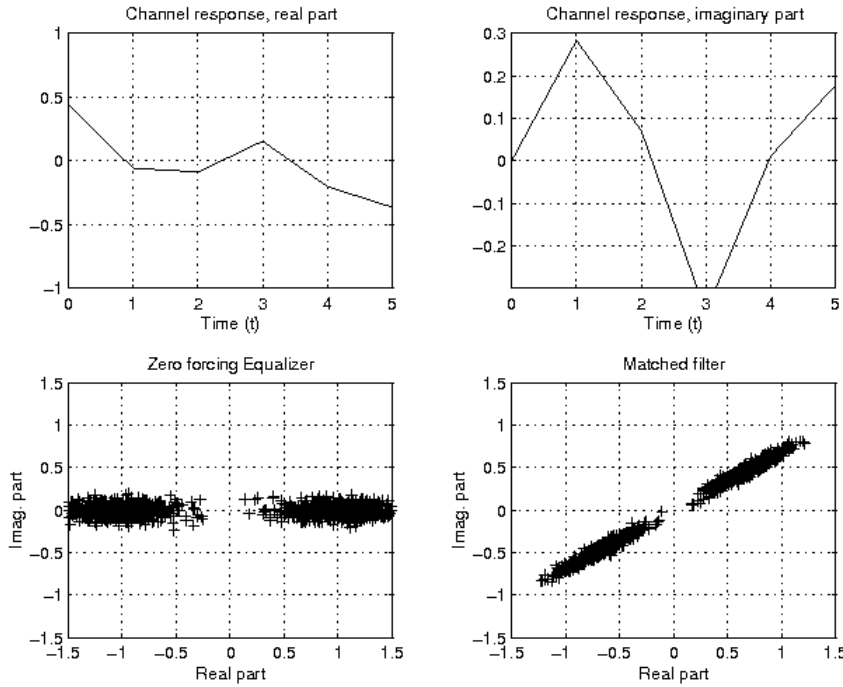 Channel response, real part
1
0.5
0
−0.5
−1
0 1 2 3 4 5
Time (t)
Channel response, imaginary part
0.3
0.2
0.1
0
−0.1
−0.2
0 1 2 3 4 5
Time (t)
Zero forcing Equalizer
1.5
1
0.5
0
−0.5
−1
−1.5
Imag. part
−1.5 −1 −0.5 0 0.5 1 1.5
Real part
Matched filter
1.5
1
0.5
0
−0.5
−1
−1.5
Imag. part
−1.5 −1 −0.5 0 0.5 1 1.5
Real part